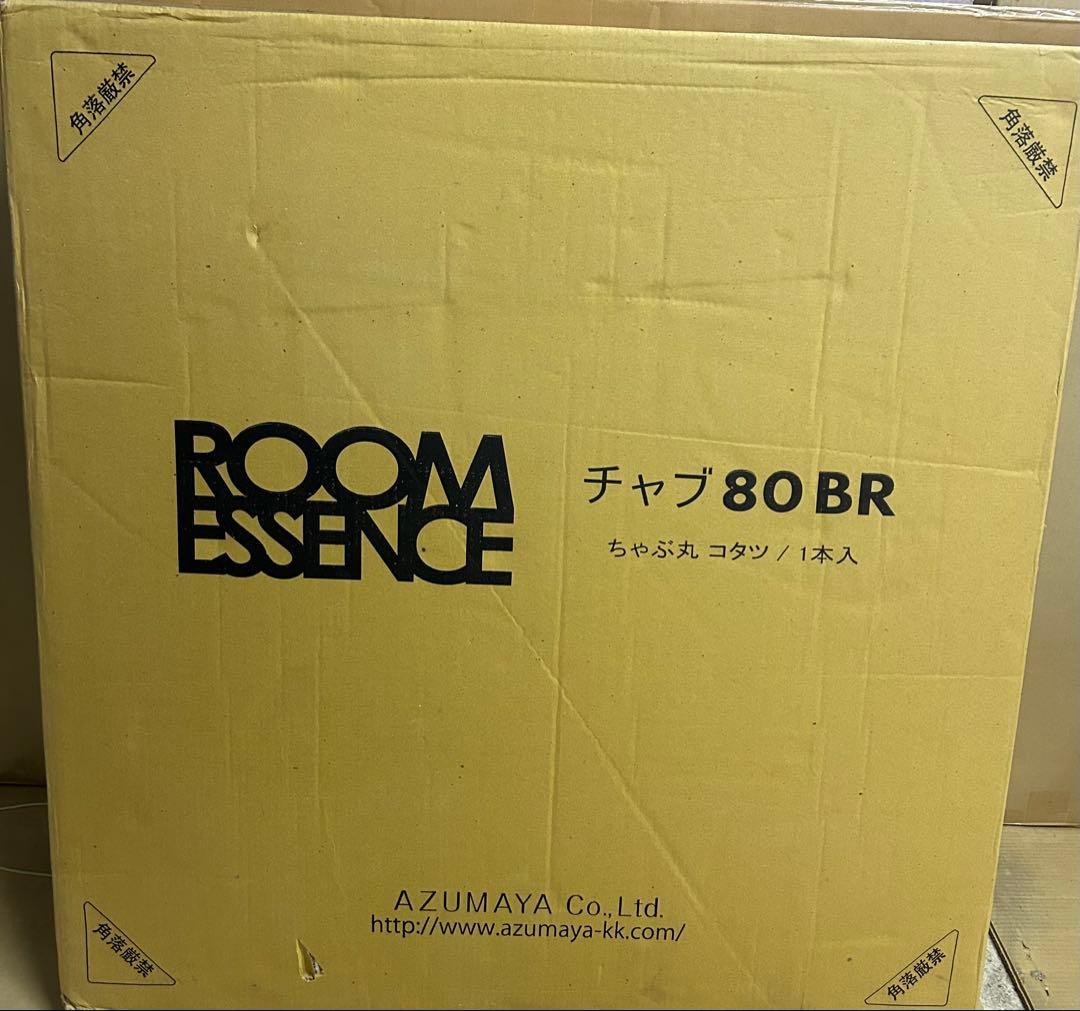 角落厳禁
角落厳禁
ROOM
ESSENCE
チャブ80BR
ちゃぶ丸 コタツ / 1本入
AZUMAYA Co.,Ltd.
http://www.azumaya-kk.com/
角落厳禁
角落厳禁